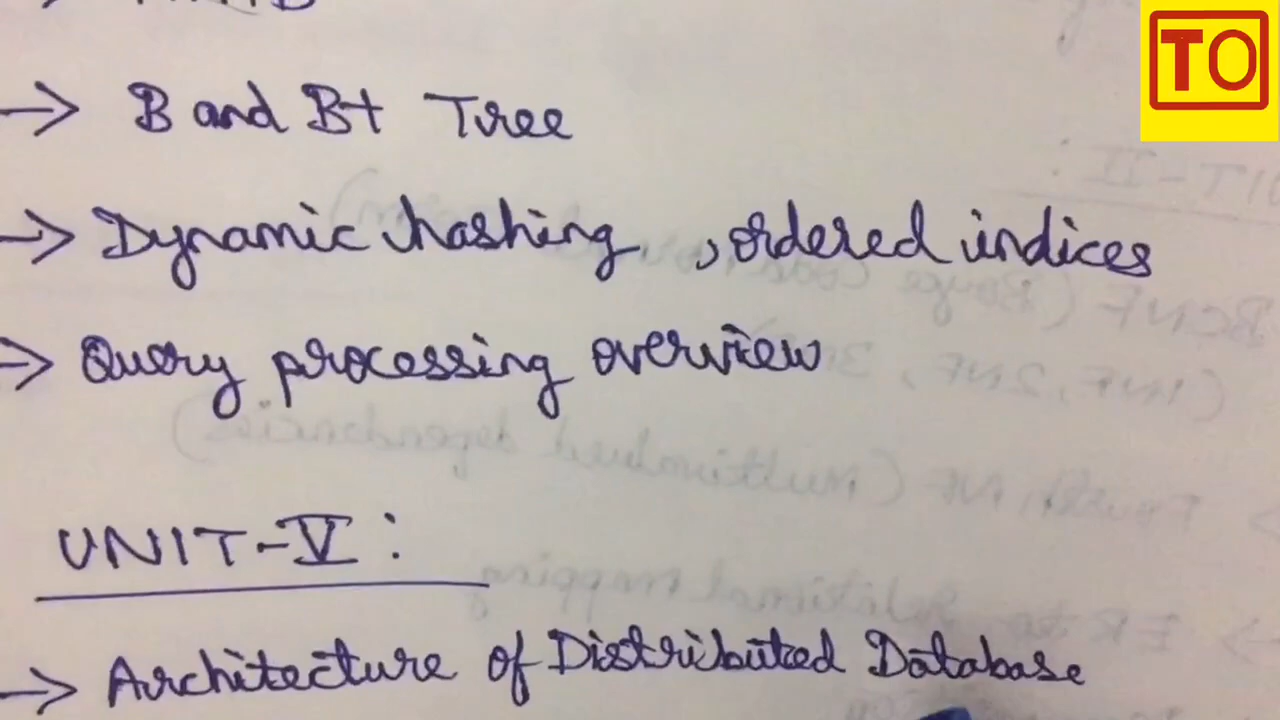 TO
→ B and B+ Tree
→ Dynamic hashing , ordered indices
→ Query processing overview
UNIT-V :
→ Architecture of Distributed Database